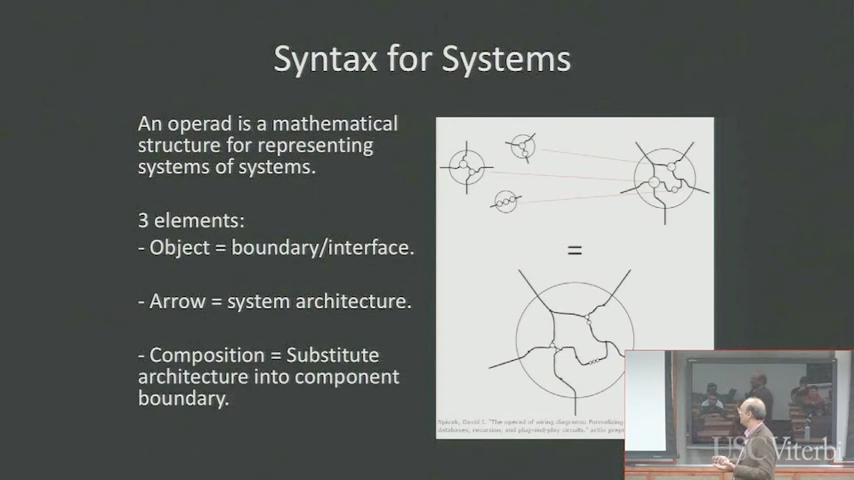 Syntax for Systems
An operad is a mathematical
structure for representing
systems of systems.
3 elements:
- Object = boundary/interface.
- Arrow = system architecture.
- Composition = Substitute
architecture into component
boundary.
=
Spivak, David I. "The operad of wiring diagrams: Formalizing
databases, recursion, and plug-and-play circuits." arXiv prepr
USC Viterbi